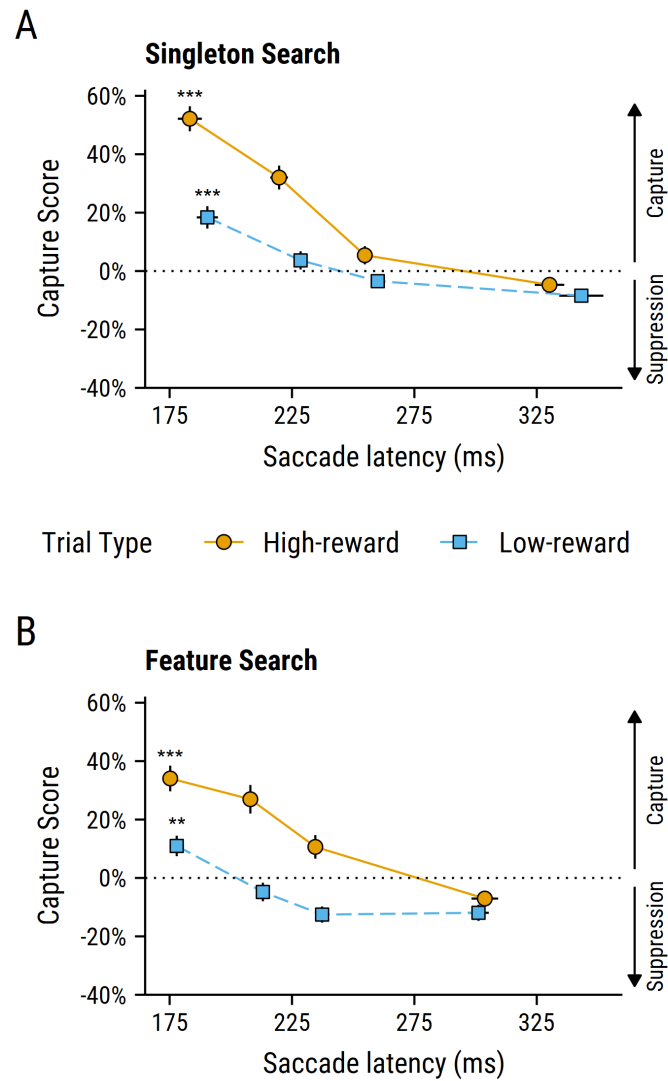 A
Singleton Search
60%
40%
20%
0%
-20%
-40%
Capture Score
***
***
175
225
275
325
Saccade latency (ms)
Capture
Suppression
Trial Type High-reward Low-reward
B
Feature Search
60%
40%
20%
0%
-20%
-40%
Capture Score
***
**
175
225
275
325
Saccade latency (ms)
Capture
Suppression